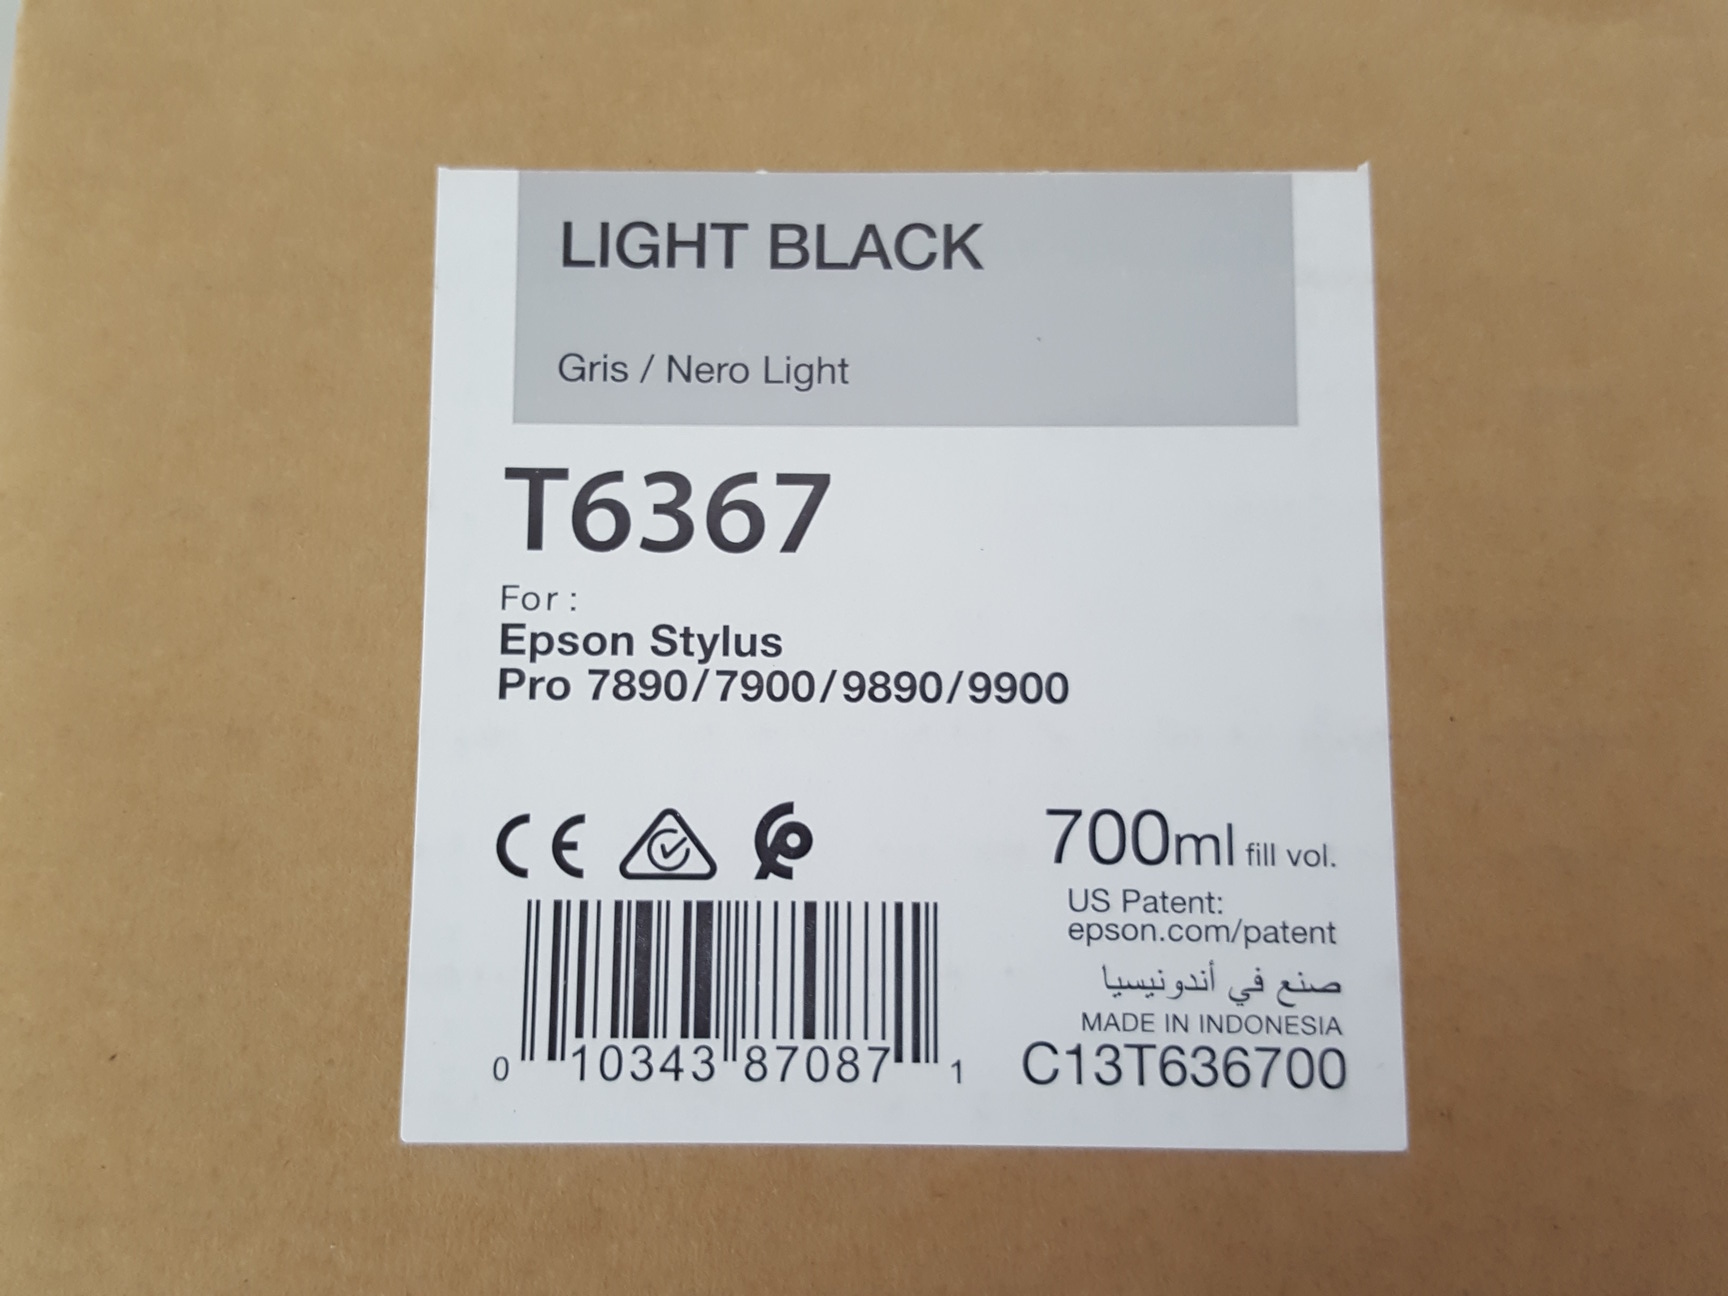 LIGHT BLACK
Gris / Nero Light
T6367
For :
Epson Stylus
Pro 7890/7900/9890/9900
CE
700ml fill vol.
US Patent:
epson.com/patent
صنع في أندونيسيا
MADE IN INDONESIA
0 10343 87087 1
C13T636700